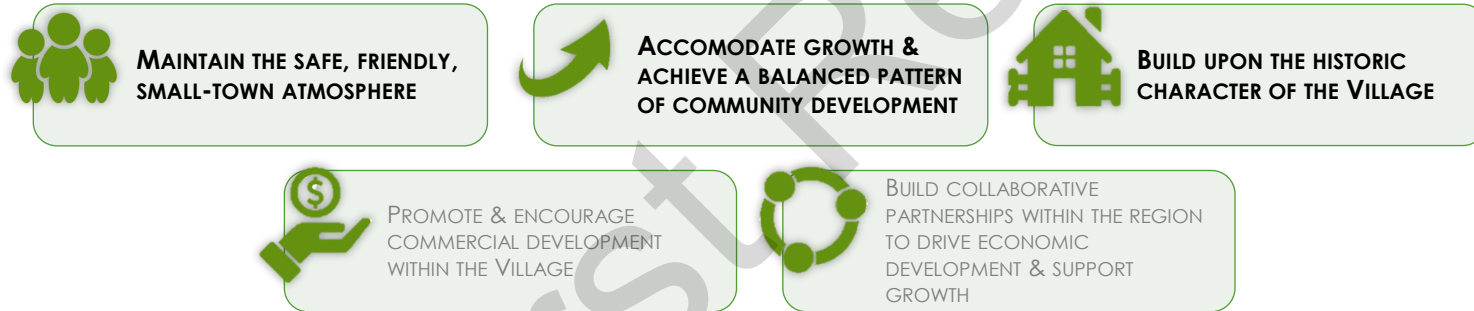 MAINTAIN THE SAFE, FRIENDLY,
SMALL-TOWN ATMOSPHERE
ACCOMODATE GROWTH &
ACHIEVE A BALANCED PATTERN
OF COMMUNITY DEVELOPMENT
BUILD UPON THE HISTORIC
CHARACTER OF THE VILLAGE
$
PROMOTE & ENCOURAGE
COMMERCIAL DEVELOPMENT
WITHIN THE VILLAGE
BUILD COLLABORATIVE
PARTNERSHIPS WITHIN THE REGION
TO DRIVE ECONOMIC
DEVELOPMENT & SUPPORT
GROWTH